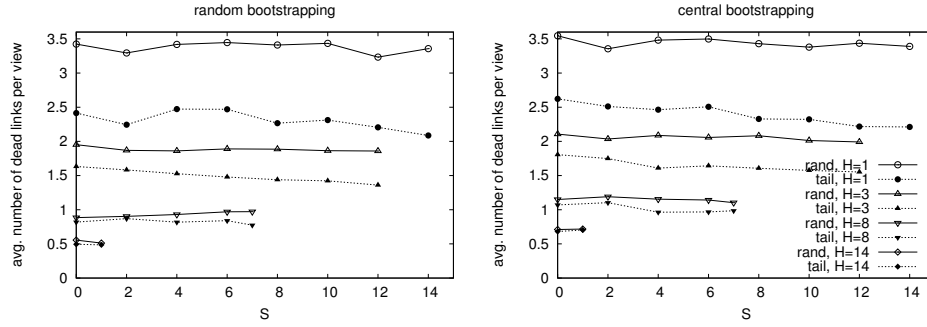 random bootstrapping
avg. number of dead links per view
3.5
3
2.5
2
1.5
1
0.5
0
0 2 4 6 8 10 12 14
S
central bootstrapping
avg. number of dead links per view
3.5
3
2.5
2
1.5
1
0.5
0
0 2 4 6 8 10 12 14
S
rand, H=1
tail, H=1
rand, H=3
tail, H=3
rand, H=8
tail, H=8
rand, H=14
tail, H=14